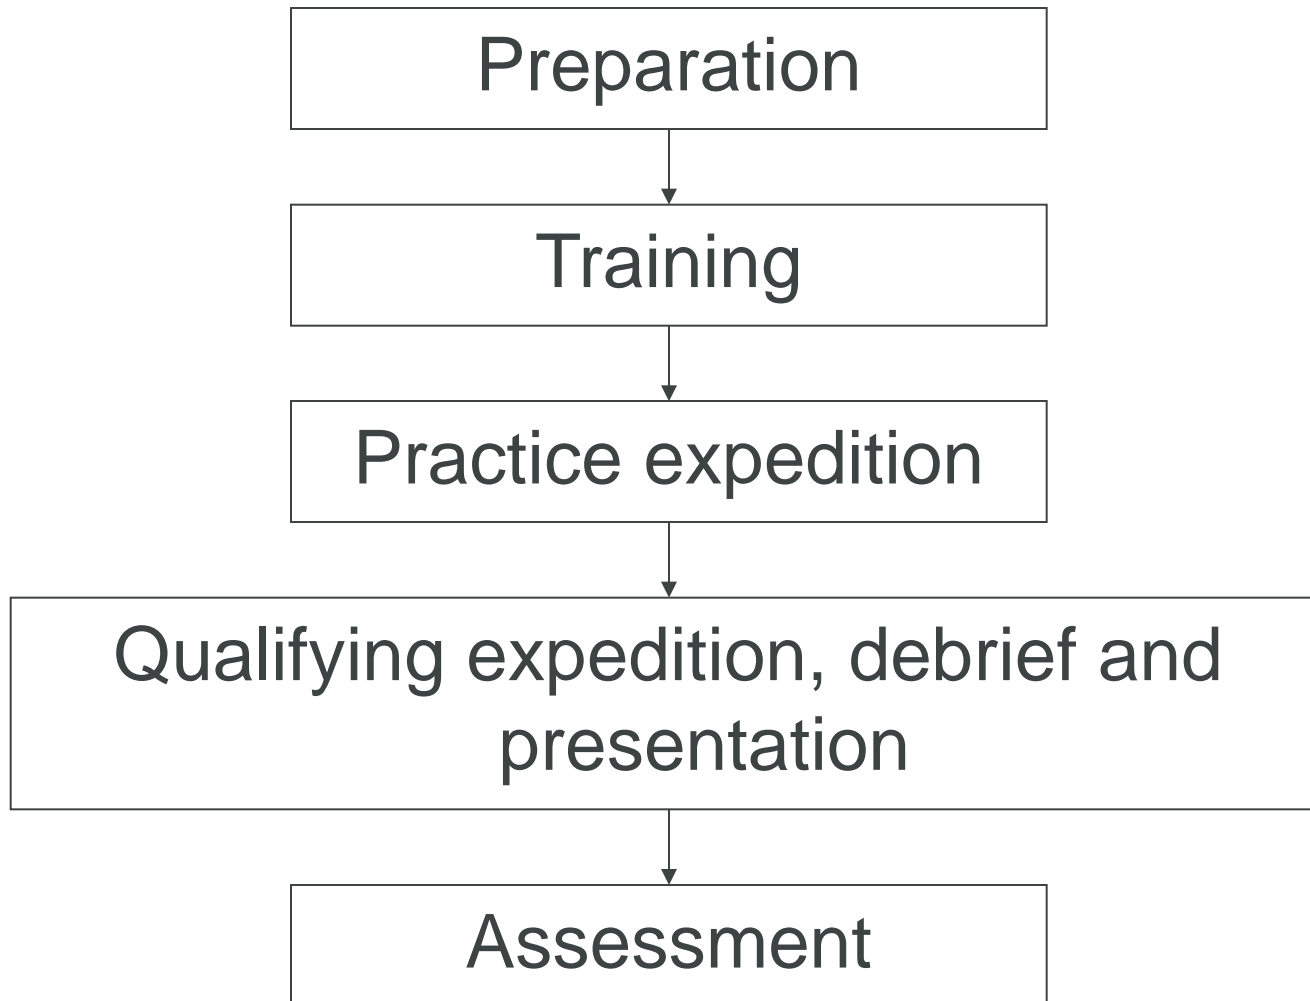 Preparation
Training
Practice expedition
Qualifying expedition, debrief and
presentation
Assessment